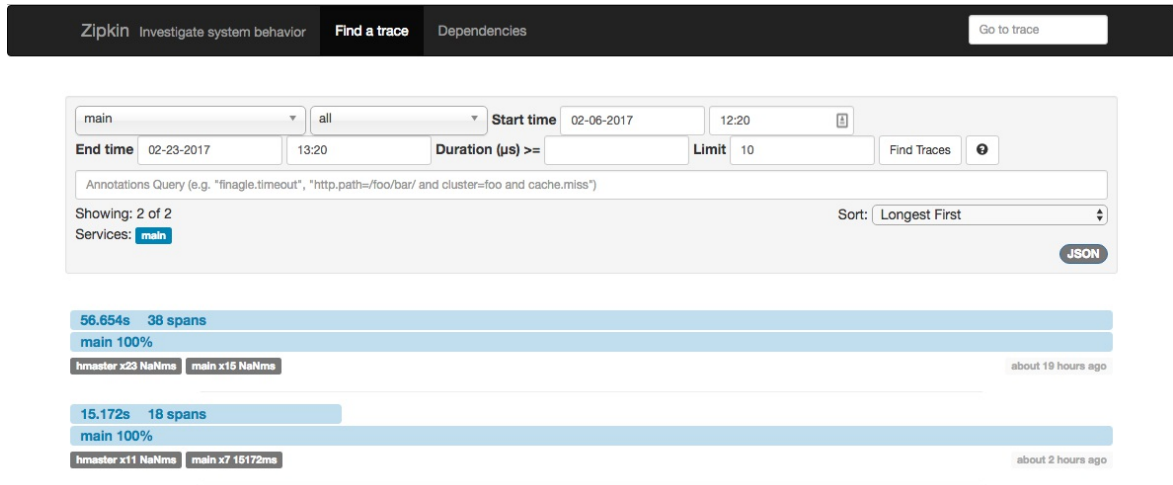 Zipkin Investigate system behavior Find a trace Dependencies Go to trace
main all Start time 02-06-2017 12:20
End time 02-23-2017 13:20 Duration (μs) >= Limit 10 Find Traces ?
Annotations Query (e.g. "finagle.timeout", "http.path=/foo/bar/ and cluster=foo and cache.miss")
Showing: 2 of 2 Sort: Longest First
Services: main
JSON
56.654s 38 spans
main 100%
hmaster x23 NaNms main x15 NaNms about 19 hours ago
15.172s 18 spans
main 100%
hmaster x11 NaNms main x7 15172ms about 2 hours ago